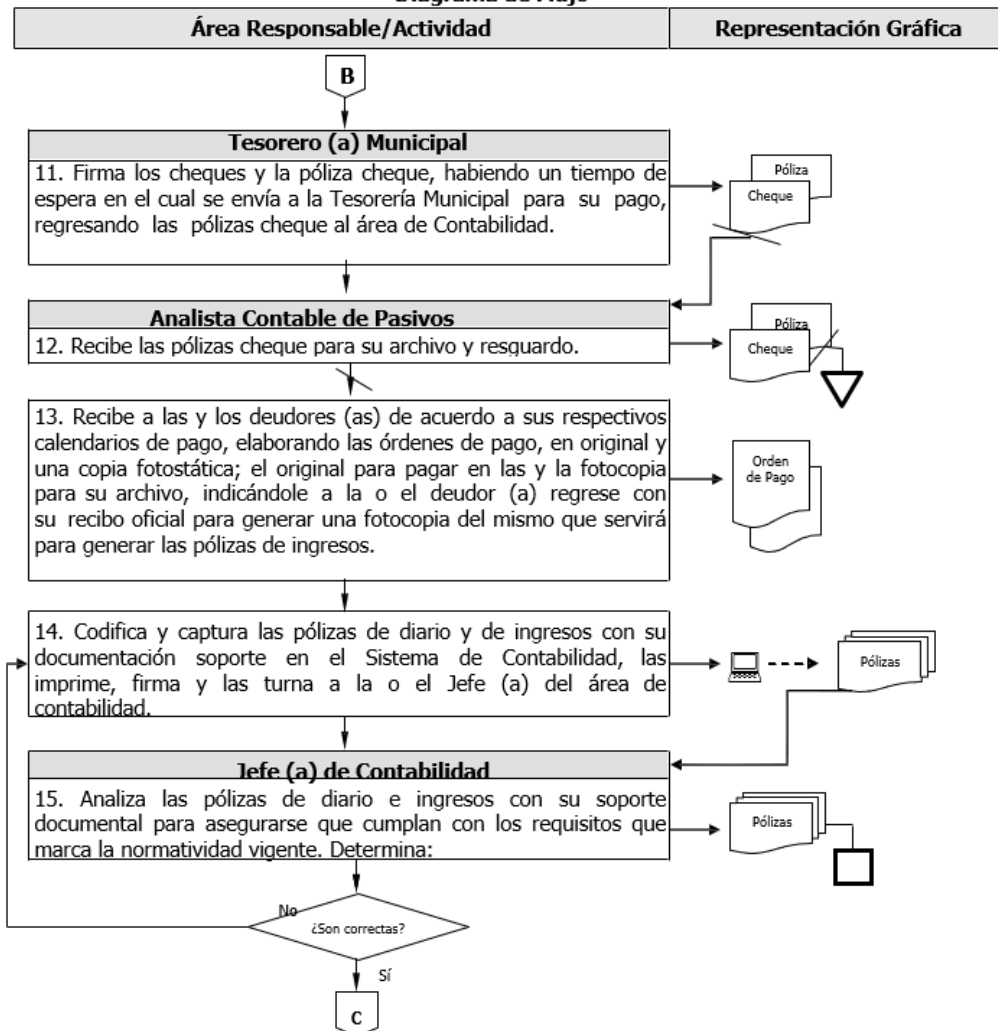 Área Responsable/Actividad
Representación Gráfica
B
Tesorero (a) Municipal
11. Firma los cheques y la póliza cheque, habiendo un tiempo de
espera en el cual se envía a la Tesorería Municipal para su pago,
regresando las pólizas cheque al área de Contabilidad.
Póliza
Cheque
Analista Contable de Pasivos
12. Recibe las pólizas cheque para su archivo y resguardo.
Póliza
Cheque
13. Recibe a las y los deudores (as) de acuerdo a sus respectivos
calendarios de pago, elaborando las órdenes de pago, en original y
una copia fotostática; el original para pagar en las y la fotocopia
para su archivo, indicándole a la o el deudor (a) regrese con
su recibo oficial para generar una fotocopia del mismo que servirá
para generar las pólizas de ingresos.
Orden
de Pago
14. Codifica y captura las pólizas de diario y de ingresos con su
documentación soporte en el Sistema de Contabilidad, las
imprime, firma y las turna a la o el Jefe (a) del área de
contabilidad.
Pólizas
Jefe (a) de Contabilidad
15. Analiza las pólizas de diario e ingresos con su soporte
documental para asegurarse que cumplan con los requisitos que
marca la normatividad vigente. Determina:
Pólizas
No
¿Son correctas?
Sí
C